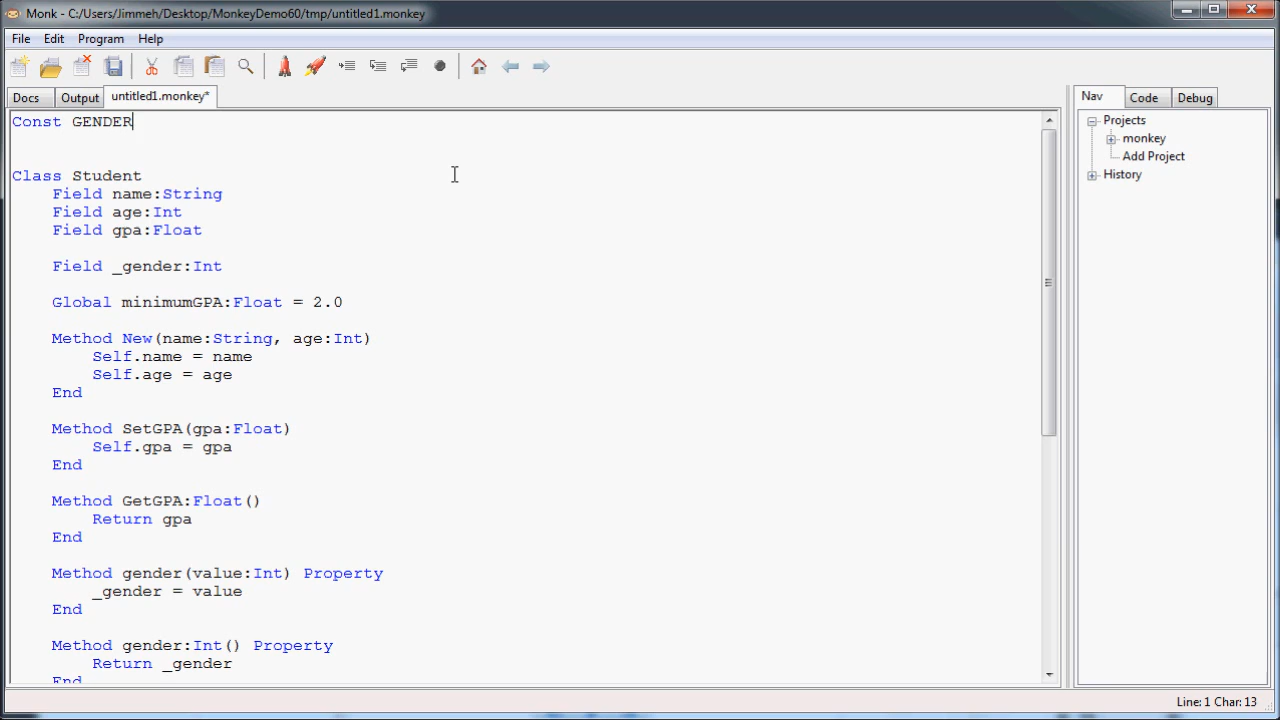 Monk - C:/Users/Jimmeh/Desktop/MonkeyDemo60/tmp/untitled1.monkey
File Edit Program Help
Docs Output untitled1.monkey* Nav Code Debug
Const GENDER
Class Student
Field name:String
Field age:Int
Field gpa:Float
Field _gender:Int
Global minimumGPA:Float = 2.0
Method New(name:String, age:Int)
Self.name = name
Self.age = age
End
Method SetGPA(gpa:Float)
Self.gpa = gpa
End
Method GetGPA:Float()
Return gpa
End
Method gender(value:Int) Property
_gender = value
End
Method gender:Int() Property
Return _gender
End
Projects
monkey
Add Project
History
Line: 1 Char: 13